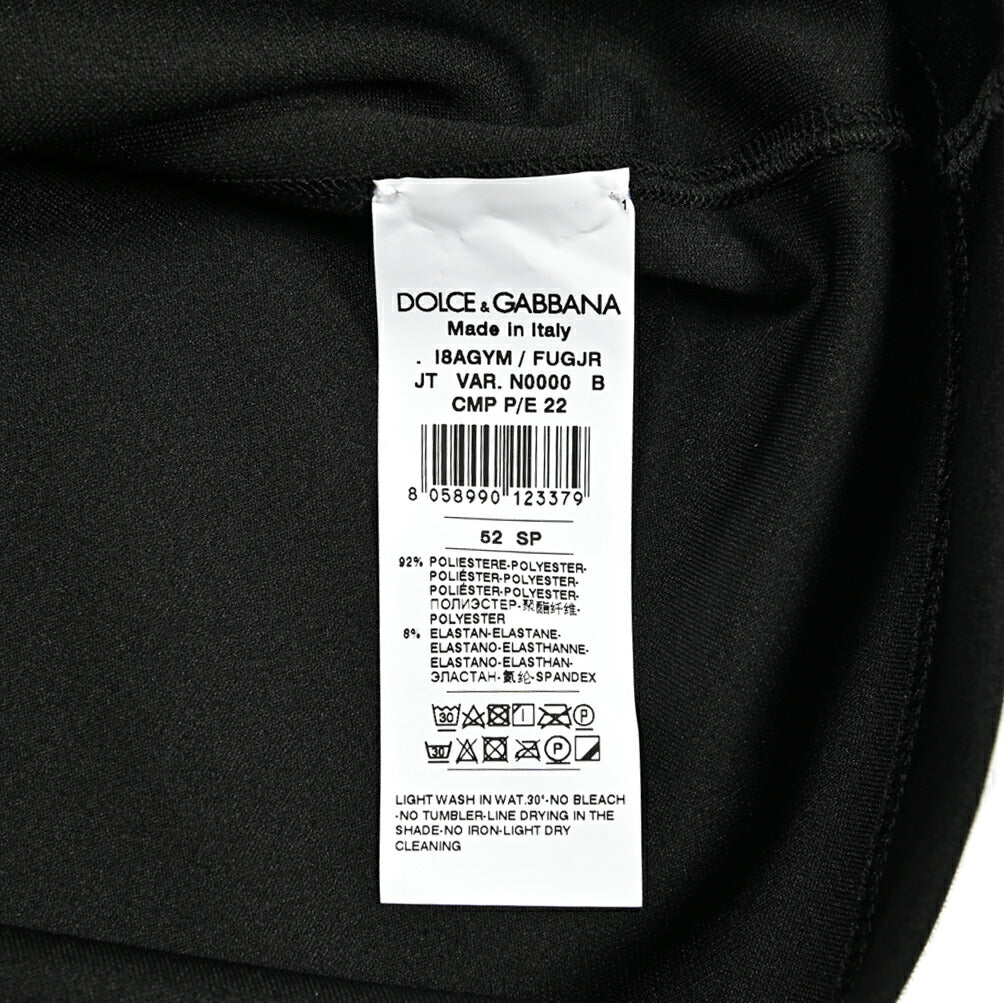 1
DOLCE & GABBANA
Made in Italy
. I8AGYM / FUGJR
JT VAR. N0000 B
CMP P/E 22
8 058990 123379
52 SP
92% POLIESTERE-POLYESTER-
POLIÉSTER-POLYESTER-
POLIÉSTER-POLYESTER-
ПОЛИЭСТЕР-聚酯纤维-
POLYESTER
8% ELASTAN-ELASTANE-
ELASTANO-ELASTHANNE-
ELASTANO-ELASTHAN-
ЭЛАСТАН-氨纶-SPANDEX
30 P
30 P
LIGHT WASH IN WAT.30°-NO BLEACH
-NO TUMBLER-LINE DRYING IN THE
SHADE-NO IRON-LIGHT DRY
CLEANING